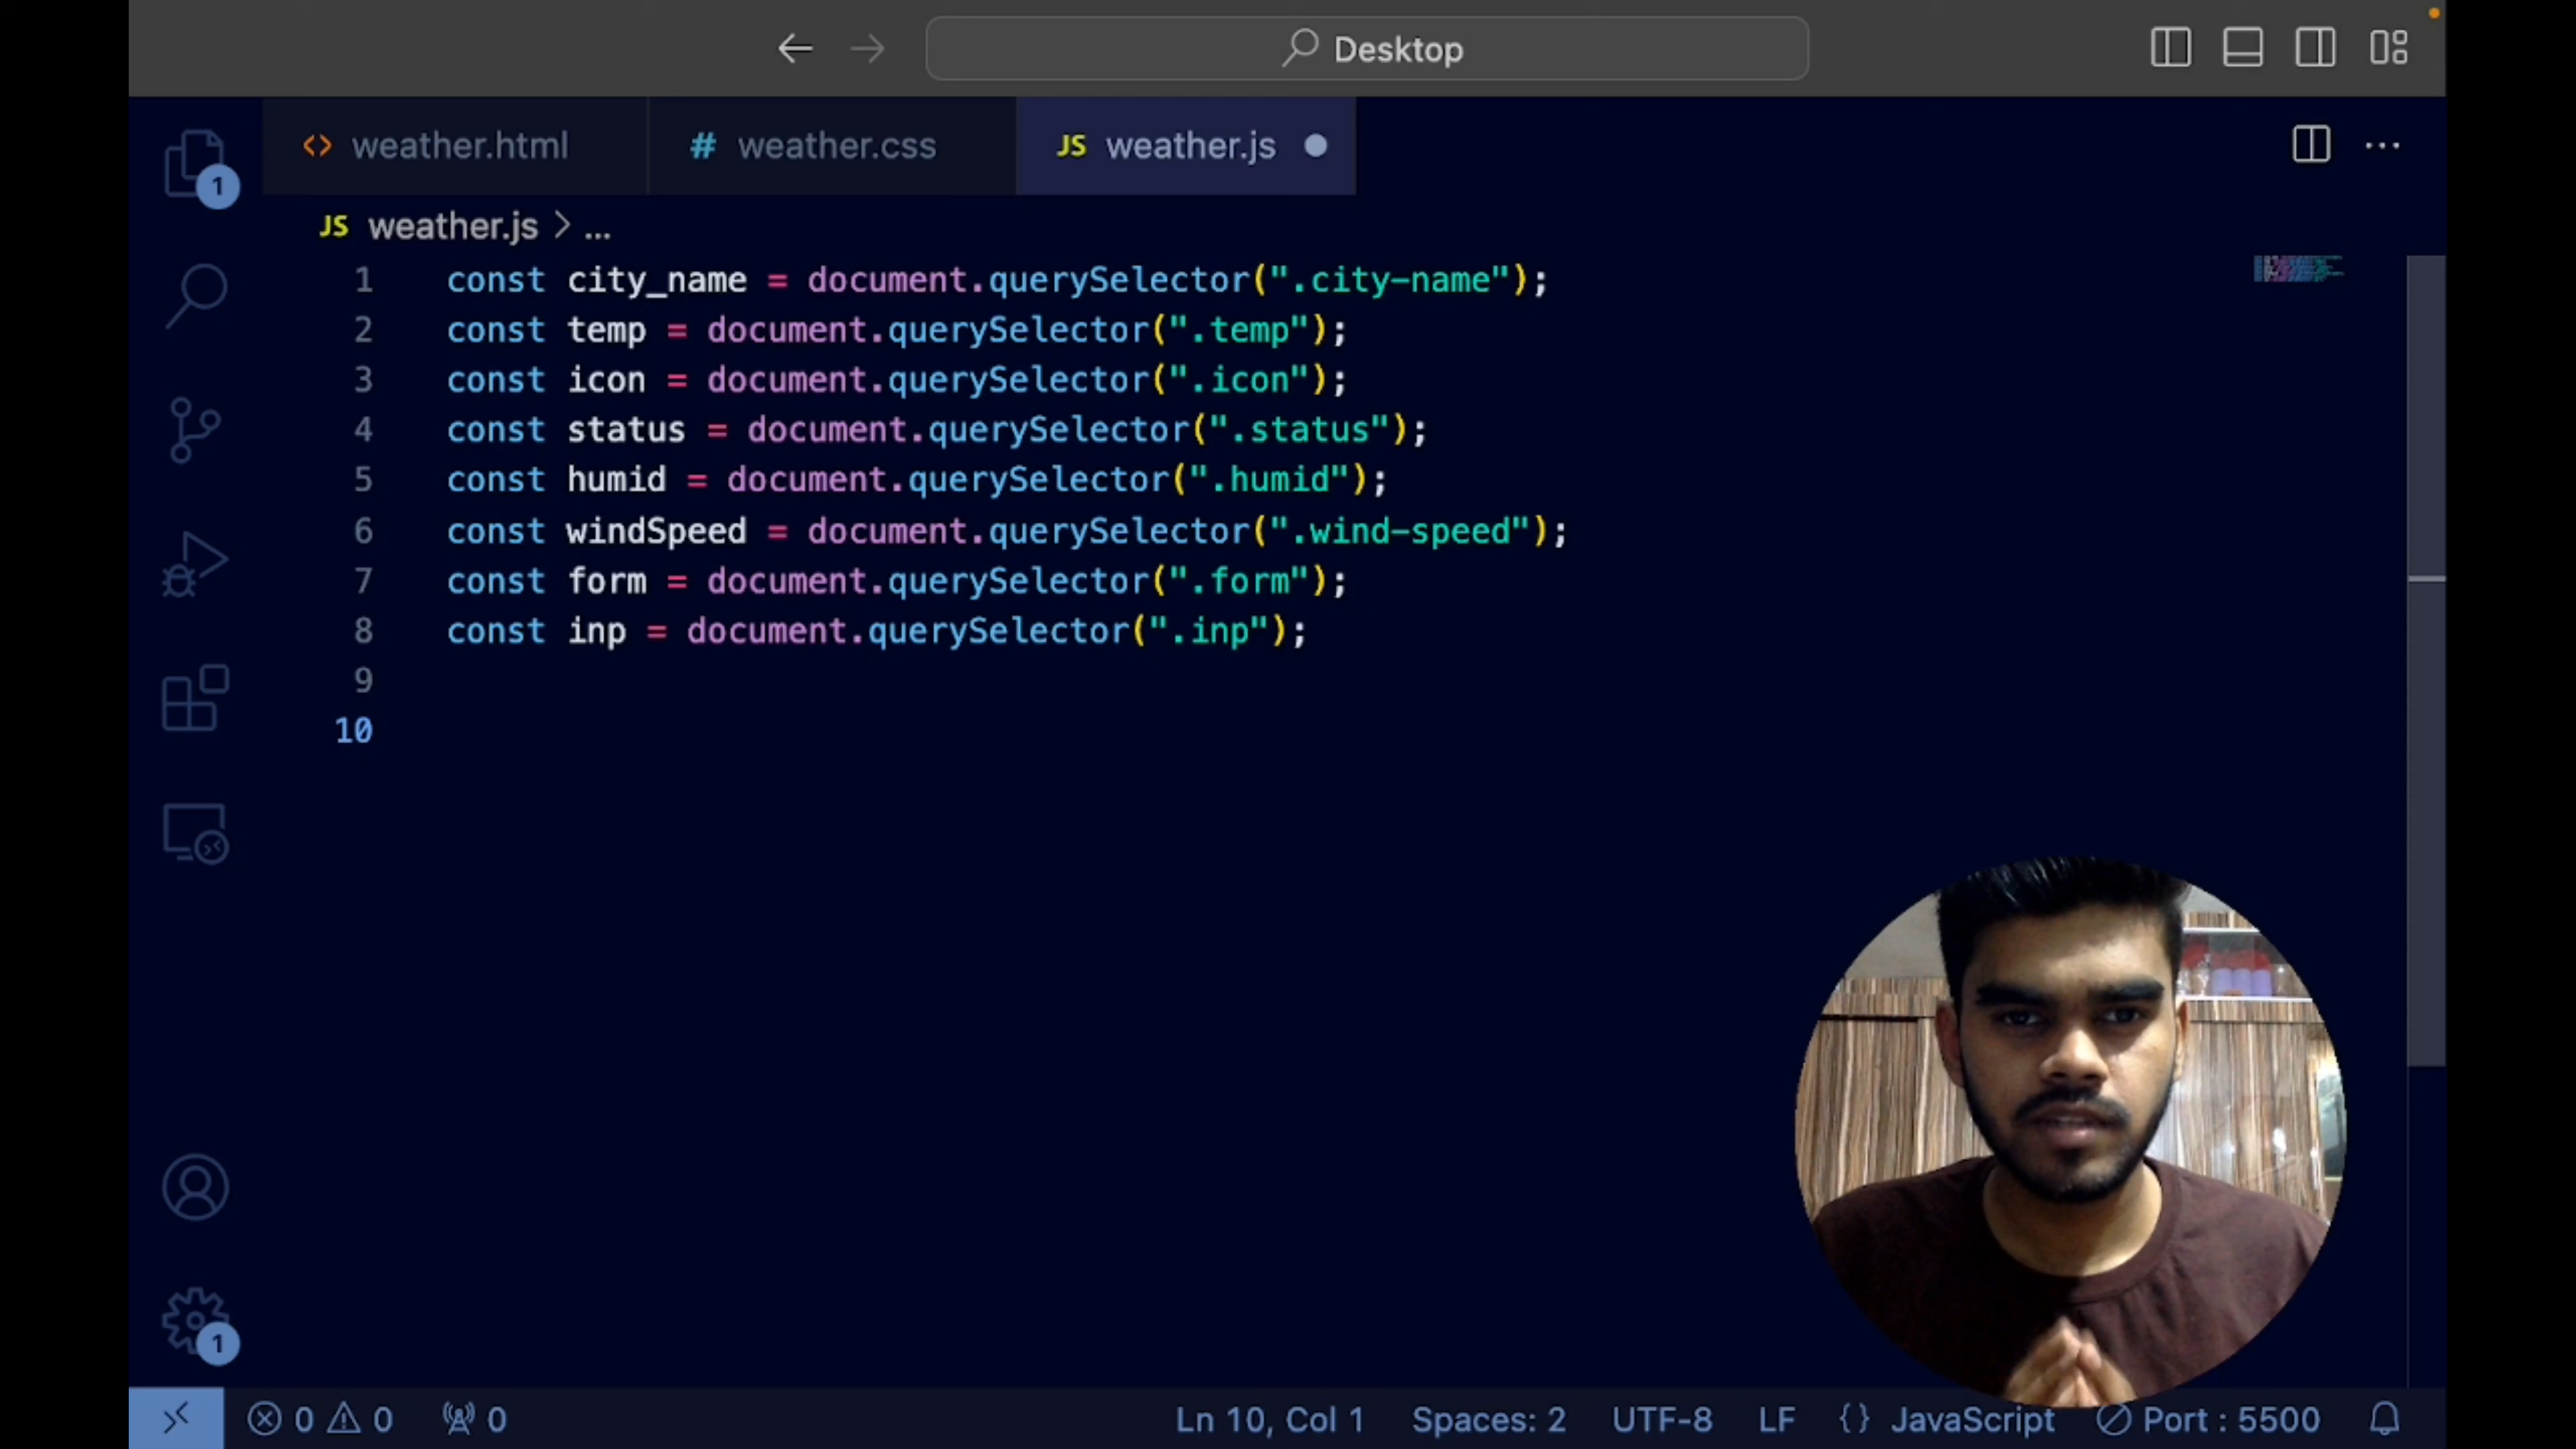 Desktop
<> weather.html
# weather.css
JS weather.js
JS weather.js > ...
1
1 const city_name = document.querySelector(".city-name");
2 const temp = document.querySelector(".temp");
3 const icon = document.querySelector(".icon");
4 const status = document.querySelector(".status");
5 const humid = document.querySelector(".humid");
6 const windSpeed = document.querySelector(".wind-speed");
7 const form = document.querySelector(".form");
8 const inp = document.querySelector(".inp");
9
10
1
0 0 0 Ln 10, Col 1 Spaces: 2 UTF-8 LF {} JavaScript Port : 5500